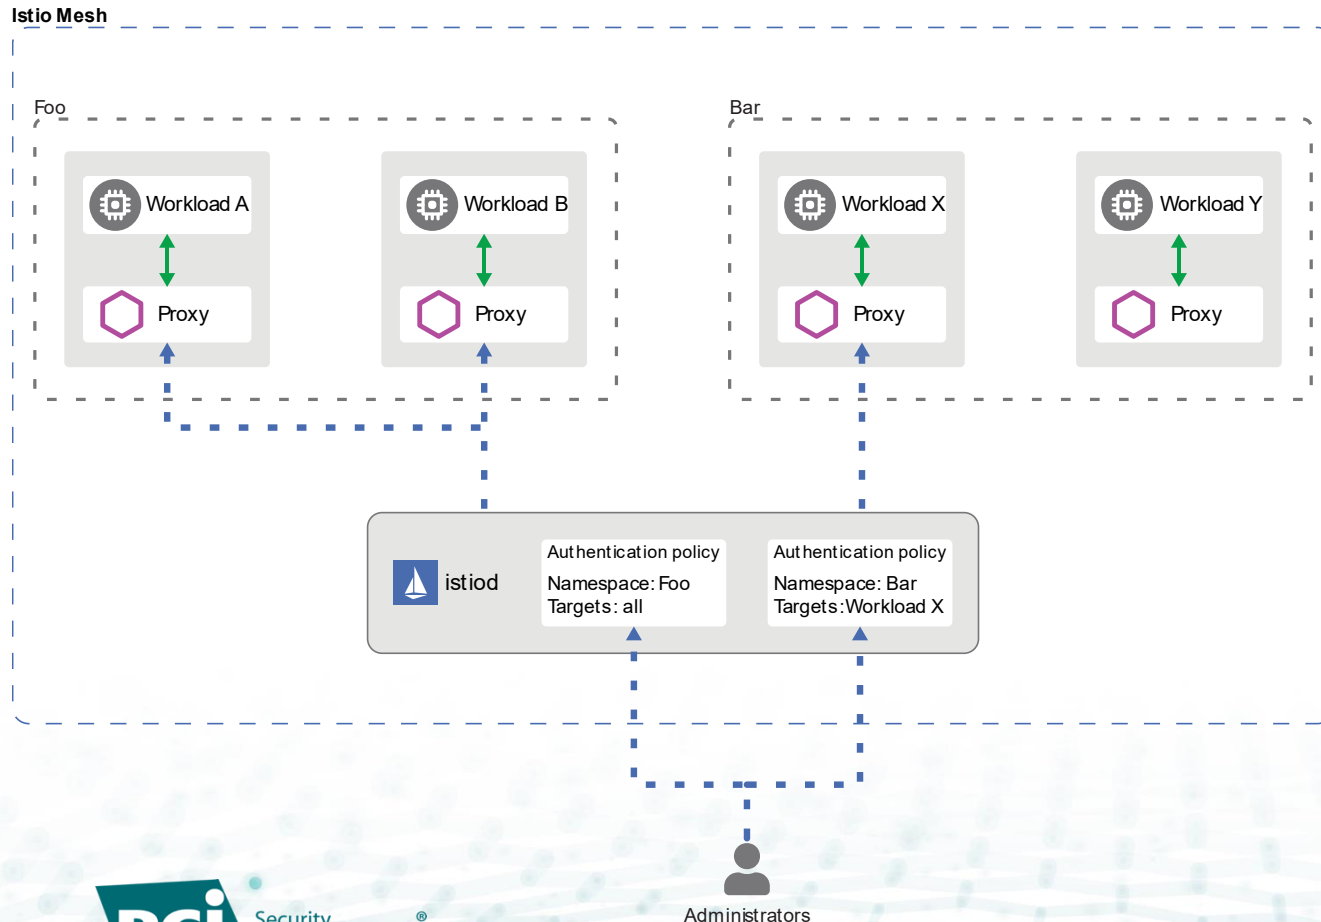 Istio Mesh
Foo
Bar
Workload A
Workload B
Workload X
Workload Y
Proxy
Proxy
Proxy
Proxy
istiod
Authentication policy
Namespace: Foo
Targets: all
Authentication policy
Namespace: Bar
Targets:Workload X
Administrators
PCi
Security
®